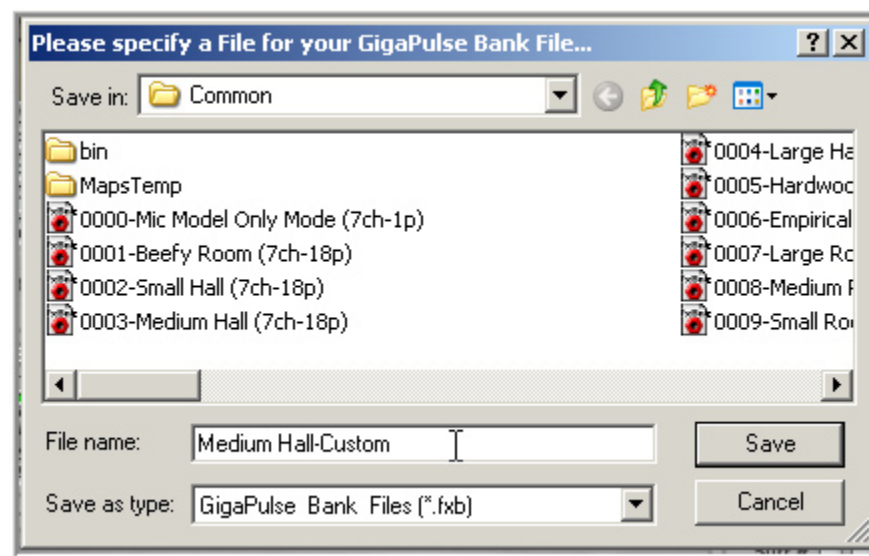 Please specify a File for your GigaPulse Bank File...
Save in: Common
bin
MapsTemp
0000-Mic Model Only Mode (7ch-1p)
0001-Beefy Room (7ch-18p)
0002-Small Hall (7ch-18p)
0003-Medium Hall (7ch-18p)
0004-Large Ha
0005-Hardwoo
0006-Empirical
0007-Large Ro
0008-Medium
0009-Small Ro
File name: Medium Hall-Custom
Save
Save as type: GigaPulse Bank Files (*.fxb)
Cancel